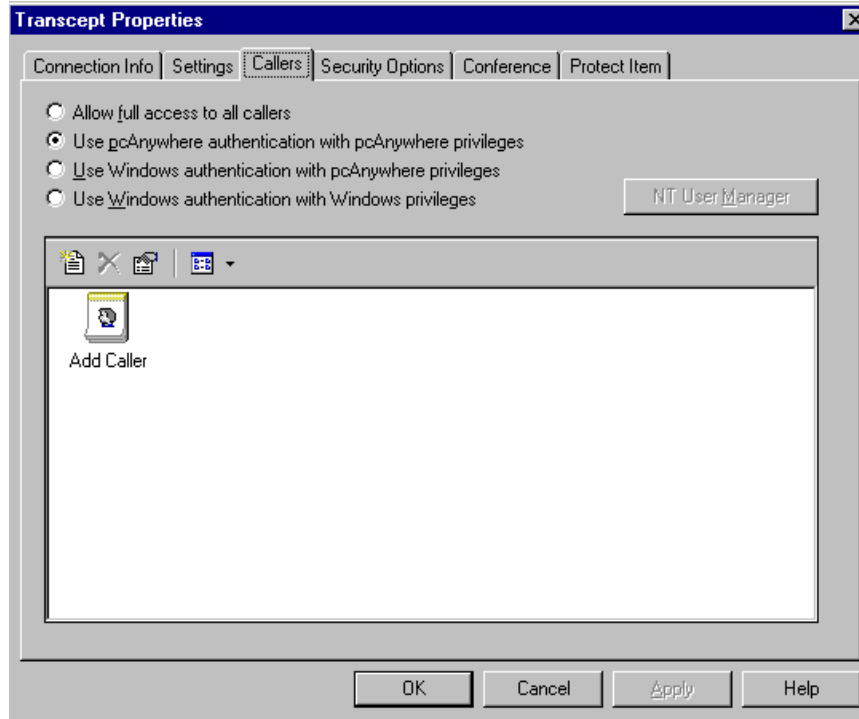 Transcept Properties
Connection Info Settings Callers Security Options Conference Protect Item
Allow full access to all callers
Use pcAnywhere authentication with pcAnywhere privileges
Use Windows authentication with pcAnywhere privileges
Use Windows authentication with Windows privileges
NT User Manager
Add Caller
OK Cancel Apply Help